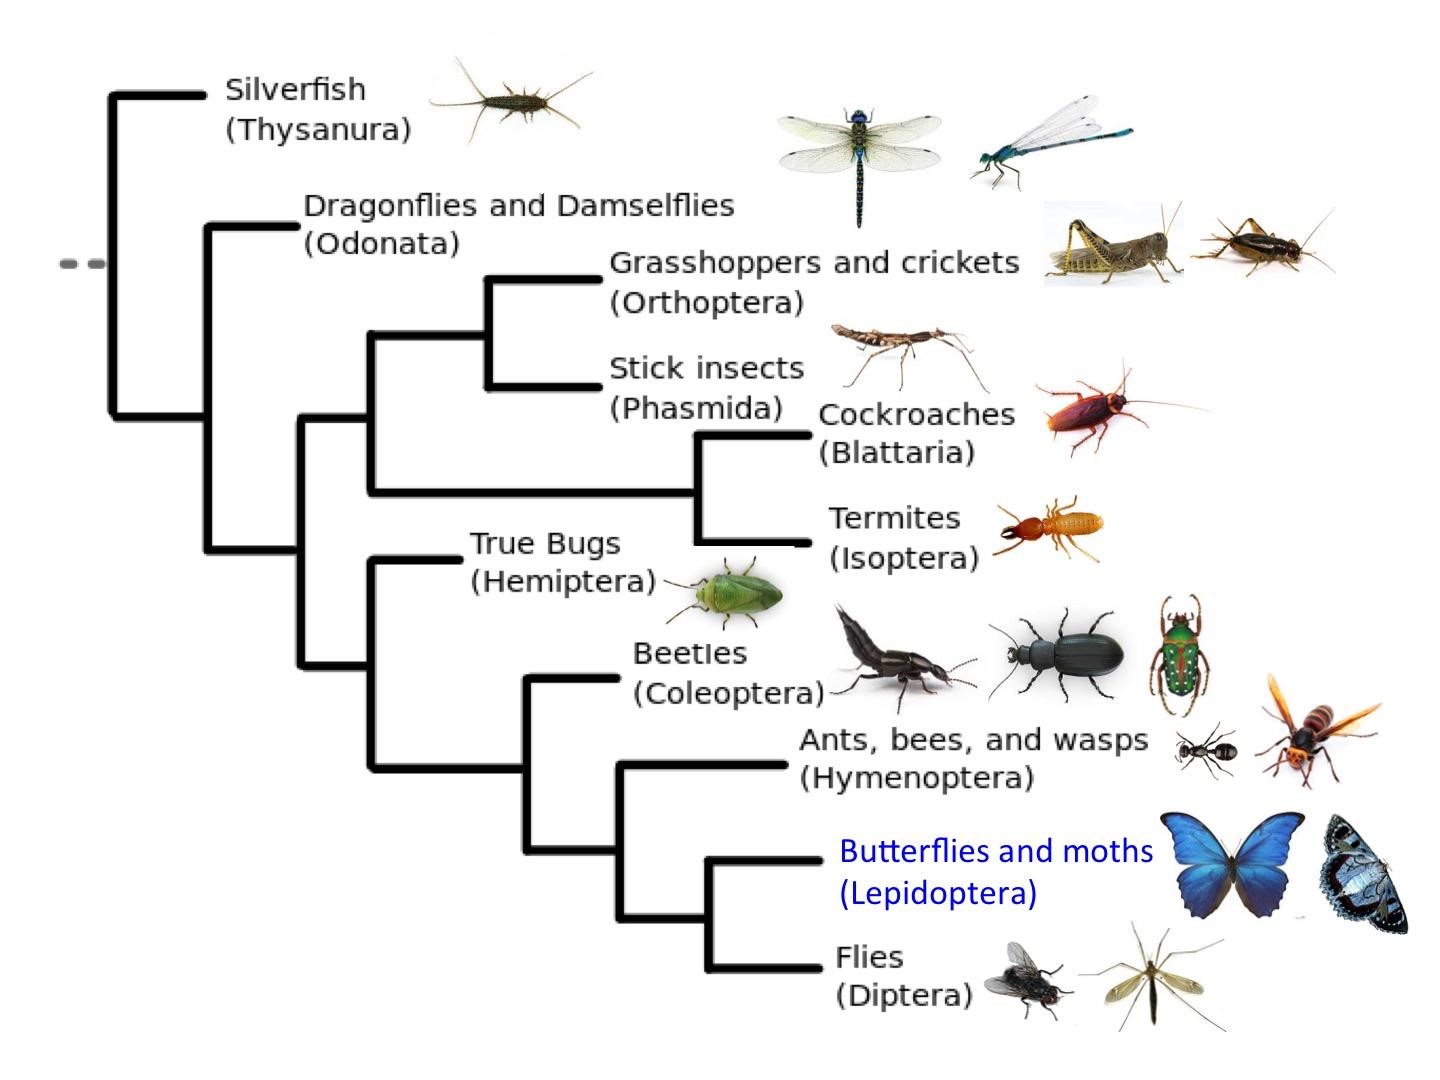 Silverfish
(Thysanura)
Dragonflies and Damselflies
(Odonata)
Grasshoppers and crickets
(Orthoptera)
Stick insects
(Phasmida)
Cockroaches
(Blattaria)
Termites
(Isoptera)
True Bugs
(Hemiptera)
Beetles
(Coleoptera)
Ants, bees, and wasps
(Hymenoptera)
Butterflies and moths
(Lepidoptera)
Flies
(Diptera)